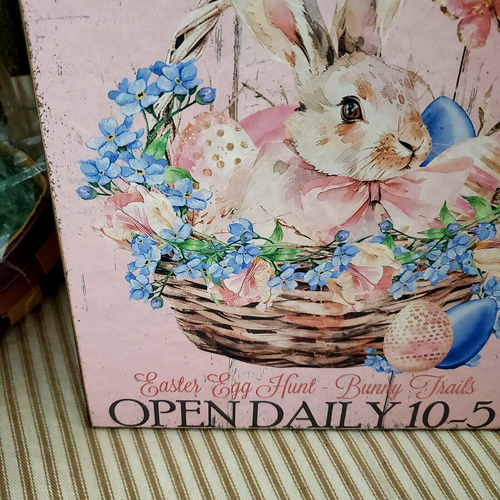 Easter Egg Hunt - Bunny Trails
OPEN DAILY 10-5